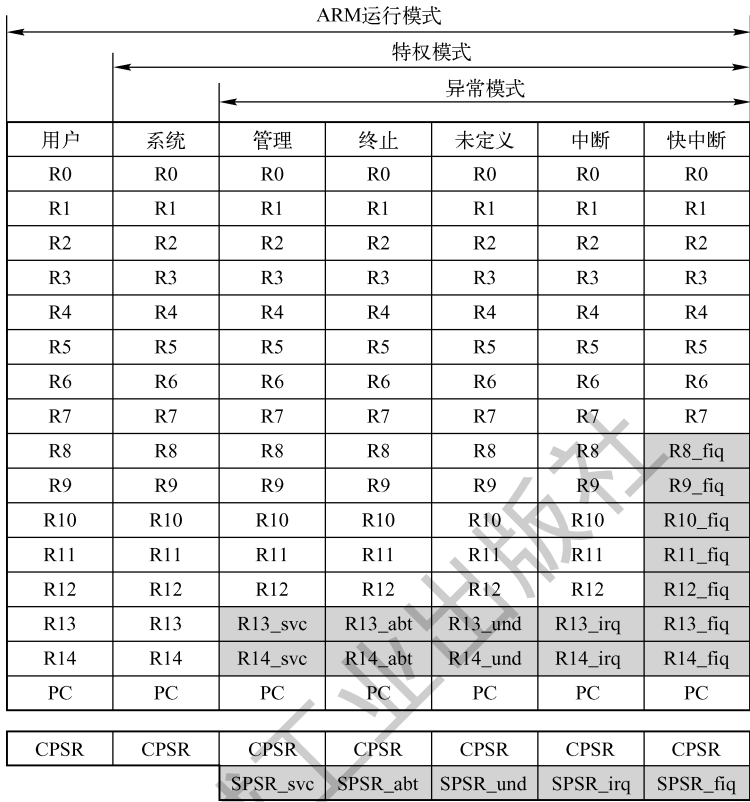 ARM运行模式
特权模式
异常模式
用户 系统 管理 终止 未定义 中断 快中断
R0 R0 R0 R0 R0 R0 R0
R1 R1 R1 R1 R1 R1 R1
R2 R2 R2 R2 R2 R2 R2
R3 R3 R3 R3 R3 R3 R3
R4 R4 R4 R4 R4 R4 R4
R5 R5 R5 R5 R5 R5 R5
R6 R6 R6 R6 R6 R6 R6
R7 R7 R7 R7 R7 R7 R7
R8 R8 R8 R8 R8 R8 R8_fiq
R9 R9 R9 R9 R9 R9 R9_fiq
R10 R10 R10 R10 R10 R10 R10_fiq
R11 R11 R11 R11 R11 R11 R11_fiq
R12 R12 R12 R12 R12 R12 R12_fiq
R13 R13 R13_svc R13_abt R13_und R13_irq R13_fiq
R14 R14 R14_svc R14_abt R14_und R14_irq R14_fiq
PC PC PC PC PC PC PC
CPSR CPSR CPSR CPSR CPSR CPSR CPSR
SPSR_svc SPSR_abt SPSR_und SPSR_irq SPSR_fiq
工业出版社